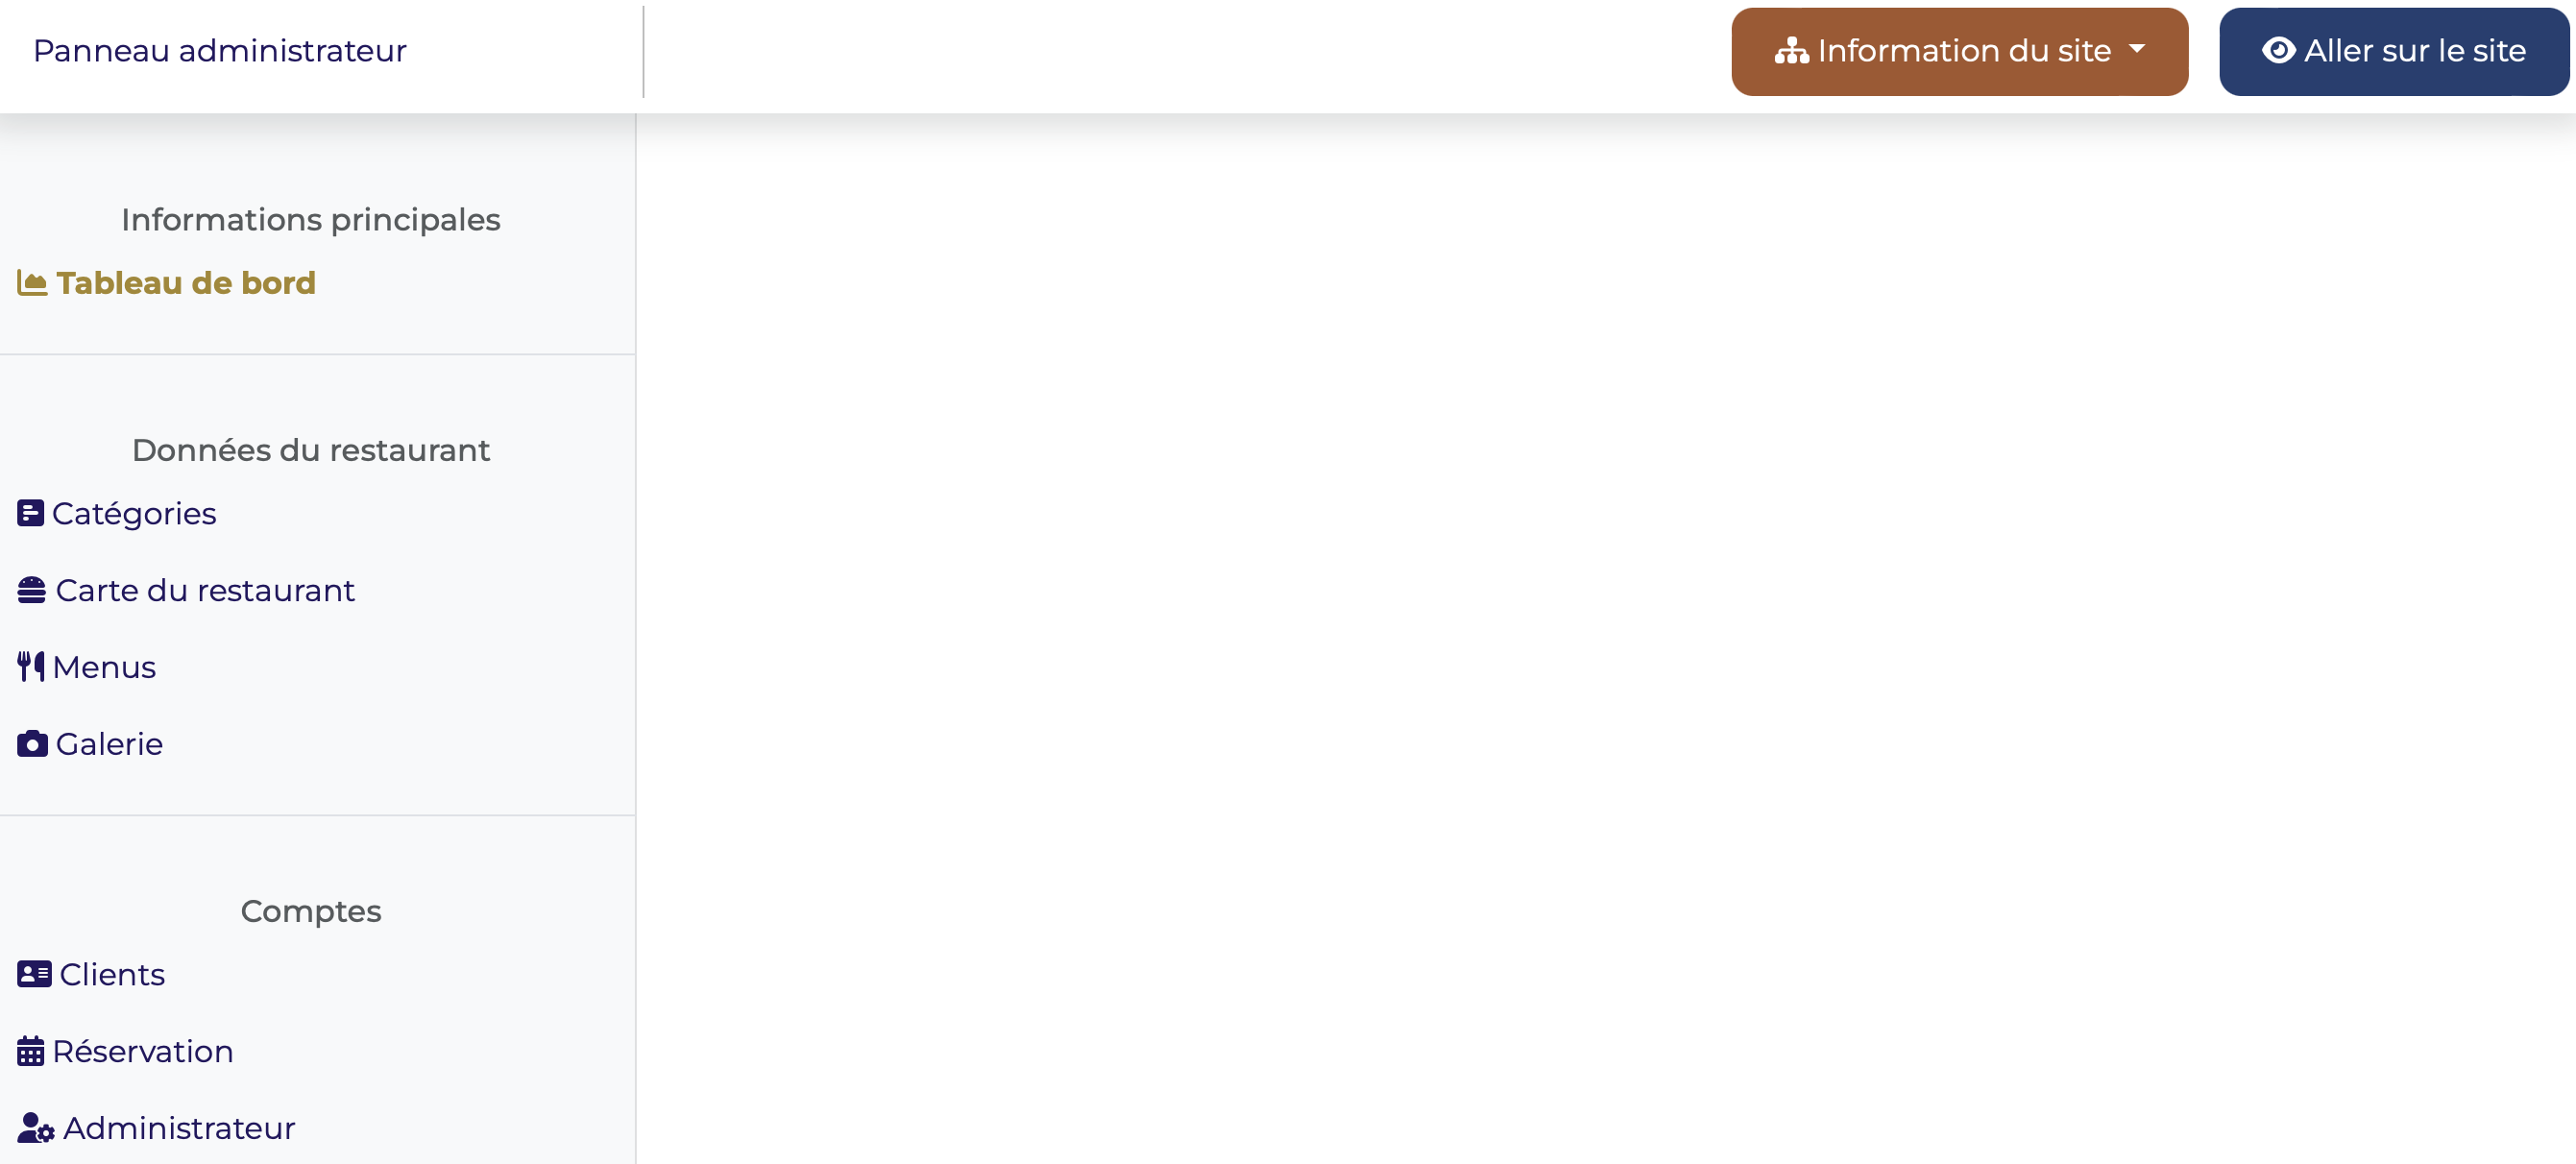 Panneau administrateur
Information du site
Aller sur le site
Informations principales
Tableau de bord
Données du restaurant
Catégories
Carte du restaurant
Menus
Galerie
Comptes
Clients
Réservation
Administrateur